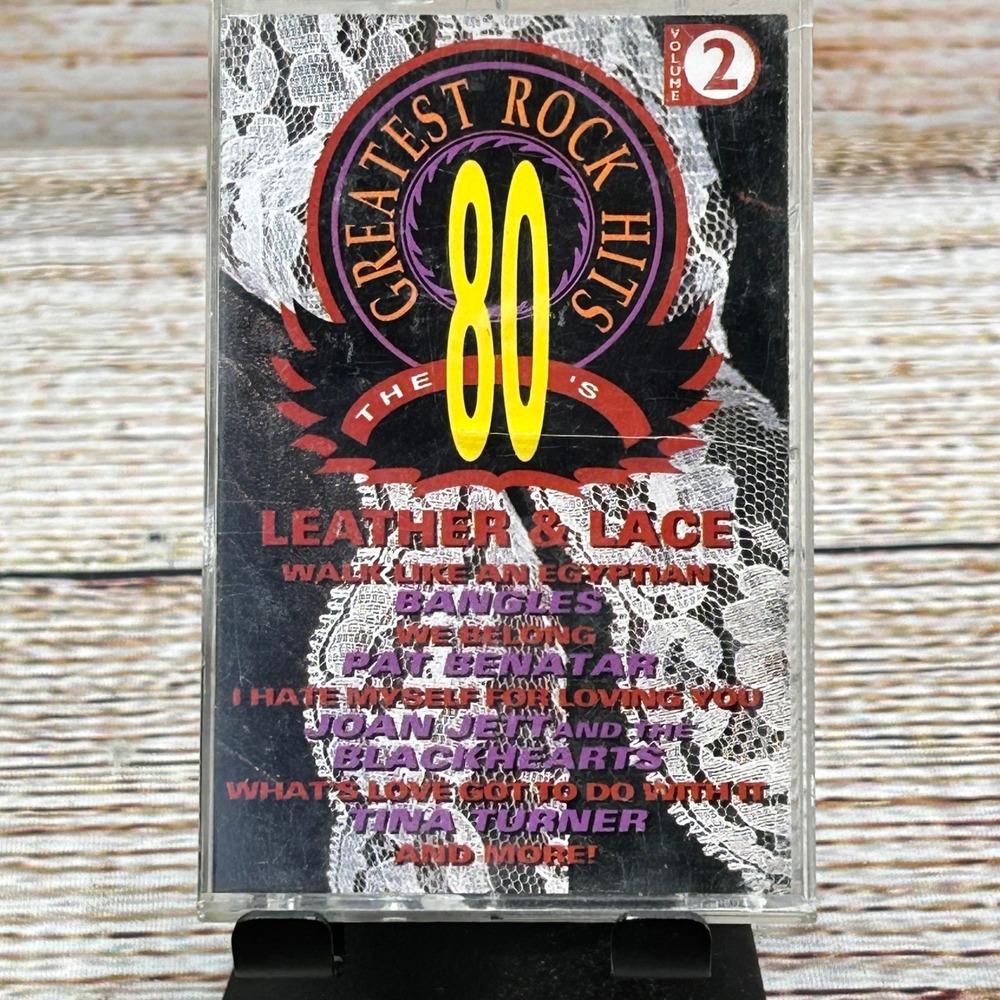 VOLUME 2
GREATEST ROCK HITS
THE 80'S
LEATHER & LACE
WALK LIKE AN EGYPTIAN
BANGLES
WE BELONG
PAT BENATAR
I HATE MYSELF FOR LOVING YOU
JOAN JETT AND THE
BLACKHEARTS
WHAT'S LOVE GOT TO DO WITH IT
TINA TURNER
AND MORE!